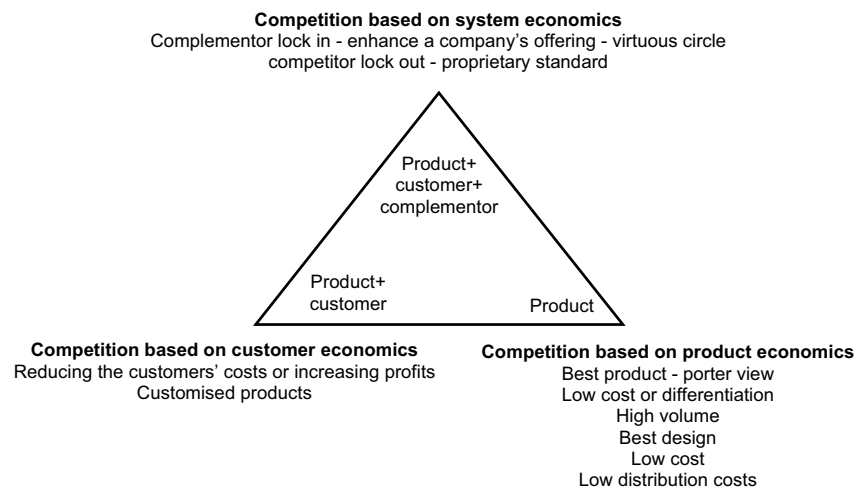 Competition based on system economics
Complementor lock in - enhance a company's offering - virtuous circle
competitor lock out - proprietary standard
Product+
customer+
complementor
Product+
customer
Product
Competition based on customer economics
Reducing the customers' costs or increasing profits
Customised products
Competition based on product economics
Best product - porter view
Low cost or differentiation
High volume
Best design
Low cost
Low distribution costs